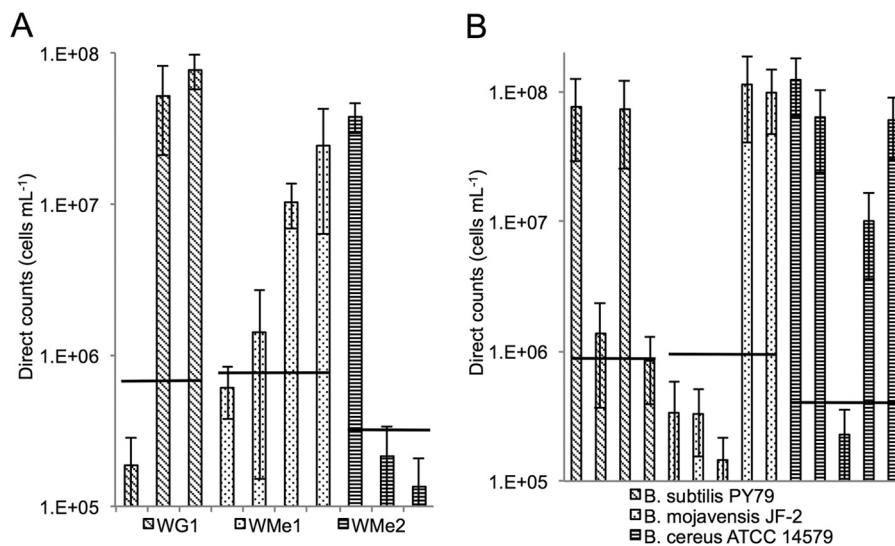 A
Direct counts (cells mL-1)
1.E+08
1.E+07
1.E+06
1.E+05
WG1 WMe1 WMe2
B
Direct counts (cells mL-1)
1.E+08
1.E+07
1.E+06
1.E+05
B. subtilis PY79
B. mojavensis JF-2
B. cereus ATCC 14579